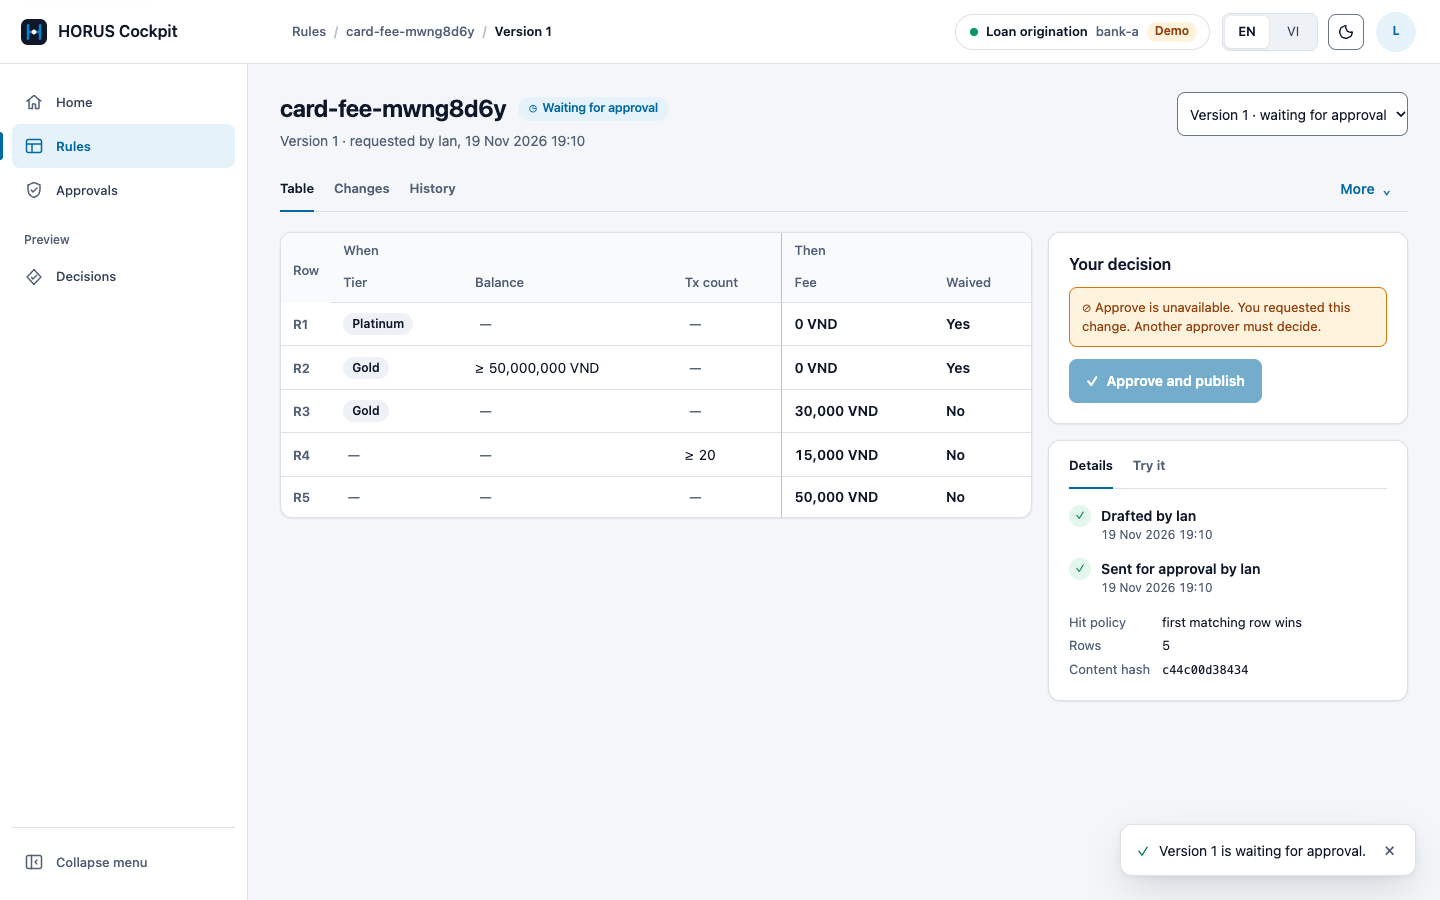 HORUS Cockpit
Rules / card-fee-mwng8d6y / Version 1
Loan origination bank-a Demo
EN VI
L
Home
Rules
Approvals
Preview
Decisions
Collapse menu
card-fee-mwng8d6y
Waiting for approval
Version 1 · requested by lan, 19 Nov 2026 19:10
Version 1 · waiting for approval
Table Changes History
More
Row When Then
Tier Balance Tx count Fee Waived
R1 Platinum — — 0 VND Yes
R2 Gold ≥ 50,000,000 VND — 0 VND Yes
R3 Gold — — 30,000 VND No
R4 — — ≥ 20 15,000 VND No
R5 — — — 50,000 VND No
Your decision
Approve is unavailable. You requested this
change. Another approver must decide.
Approve and publish
Details Try it
Drafted by lan
19 Nov 2026 19:10
Sent for approval by lan
19 Nov 2026 19:10
Hit policy first matching row wins
Rows 5
Content hash c44c00d38434
Version 1 is waiting for approval.